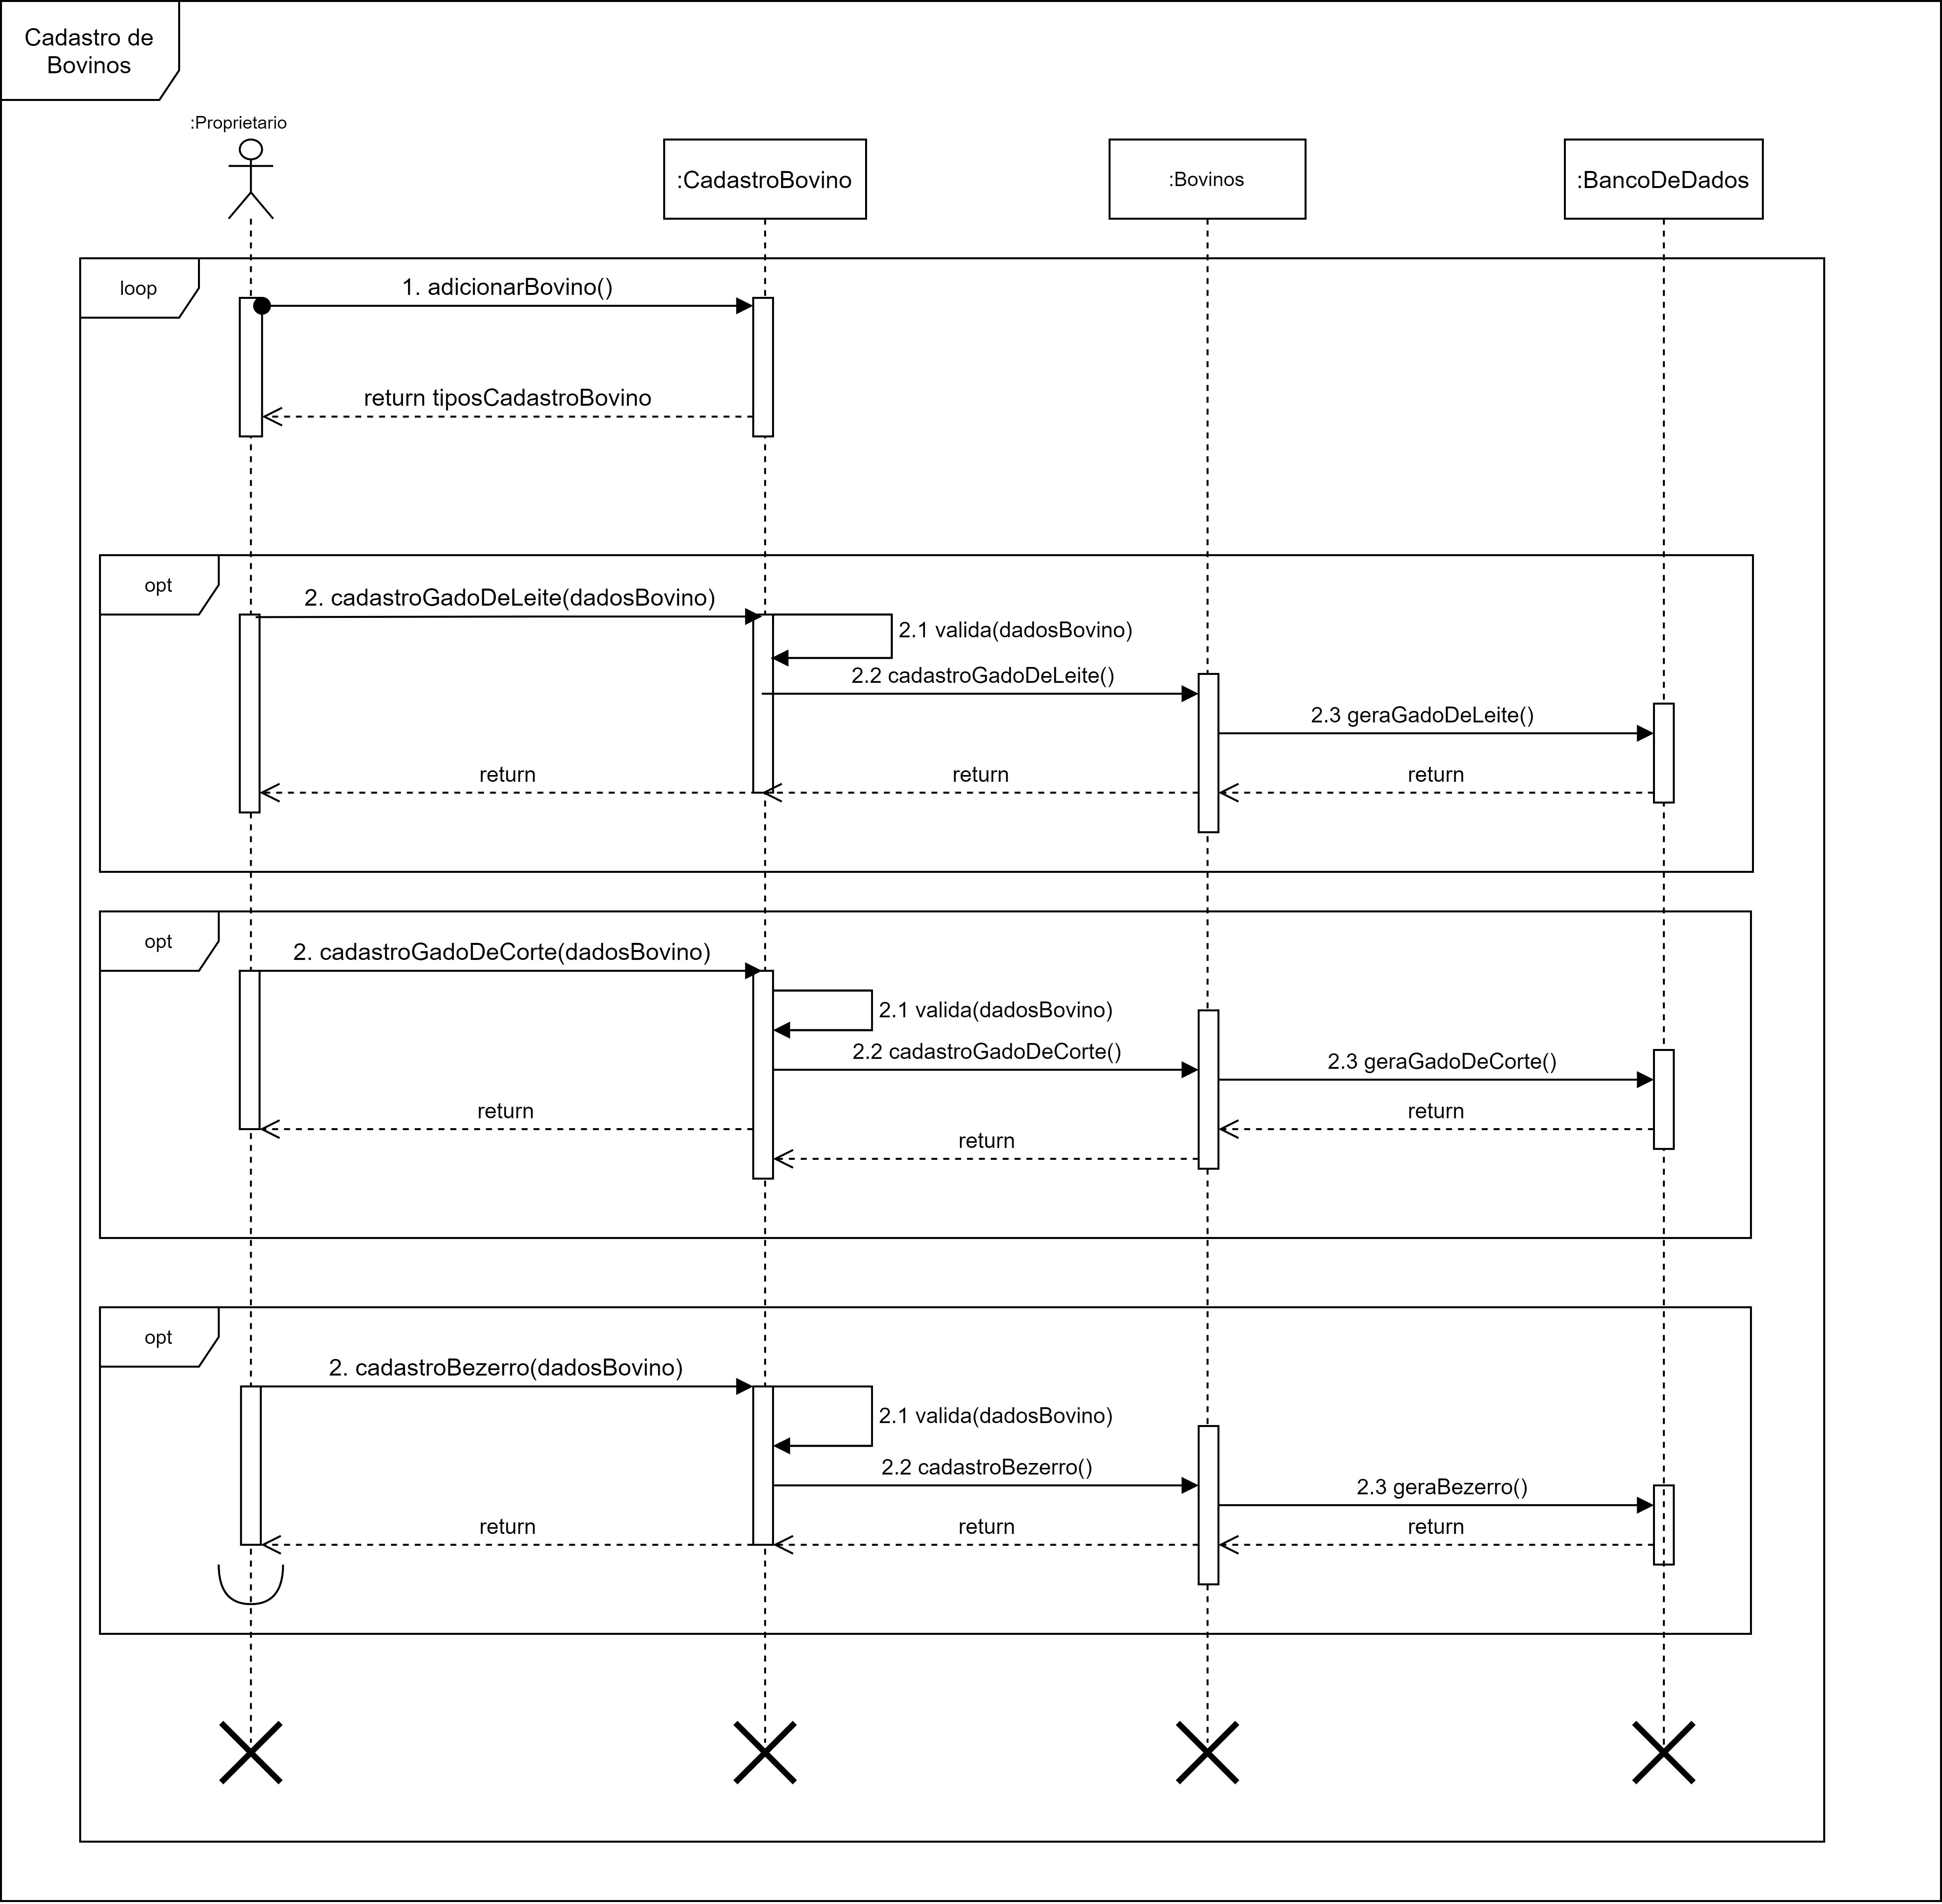 Cadastro de
Bovinos
:Proprietario
:CadastroBovino
:Bovinos
:BancoDeDados
loop
1. adicionarBovino()
return tiposCadastroBovino
opt
2. cadastroGadoDeLeite(dadosBovino)
2.1 valida(dadosBovino)
2.2 cadastroGadoDeLeite()
2.3 geraGadoDeLeite()
return
return
return
opt
2. cadastroGadoDeCorte(dadosBovino)
2.1 valida(dadosBovino)
2.2 cadastroGadoDeCorte()
2.3 geraGadoDeCorte()
return
return
return
opt
2. cadastroBezerro(dadosBovino)
2.1 valida(dadosBovino)
2.2 cadastroBezerro()
2.3 geraBezerro()
return
return
return